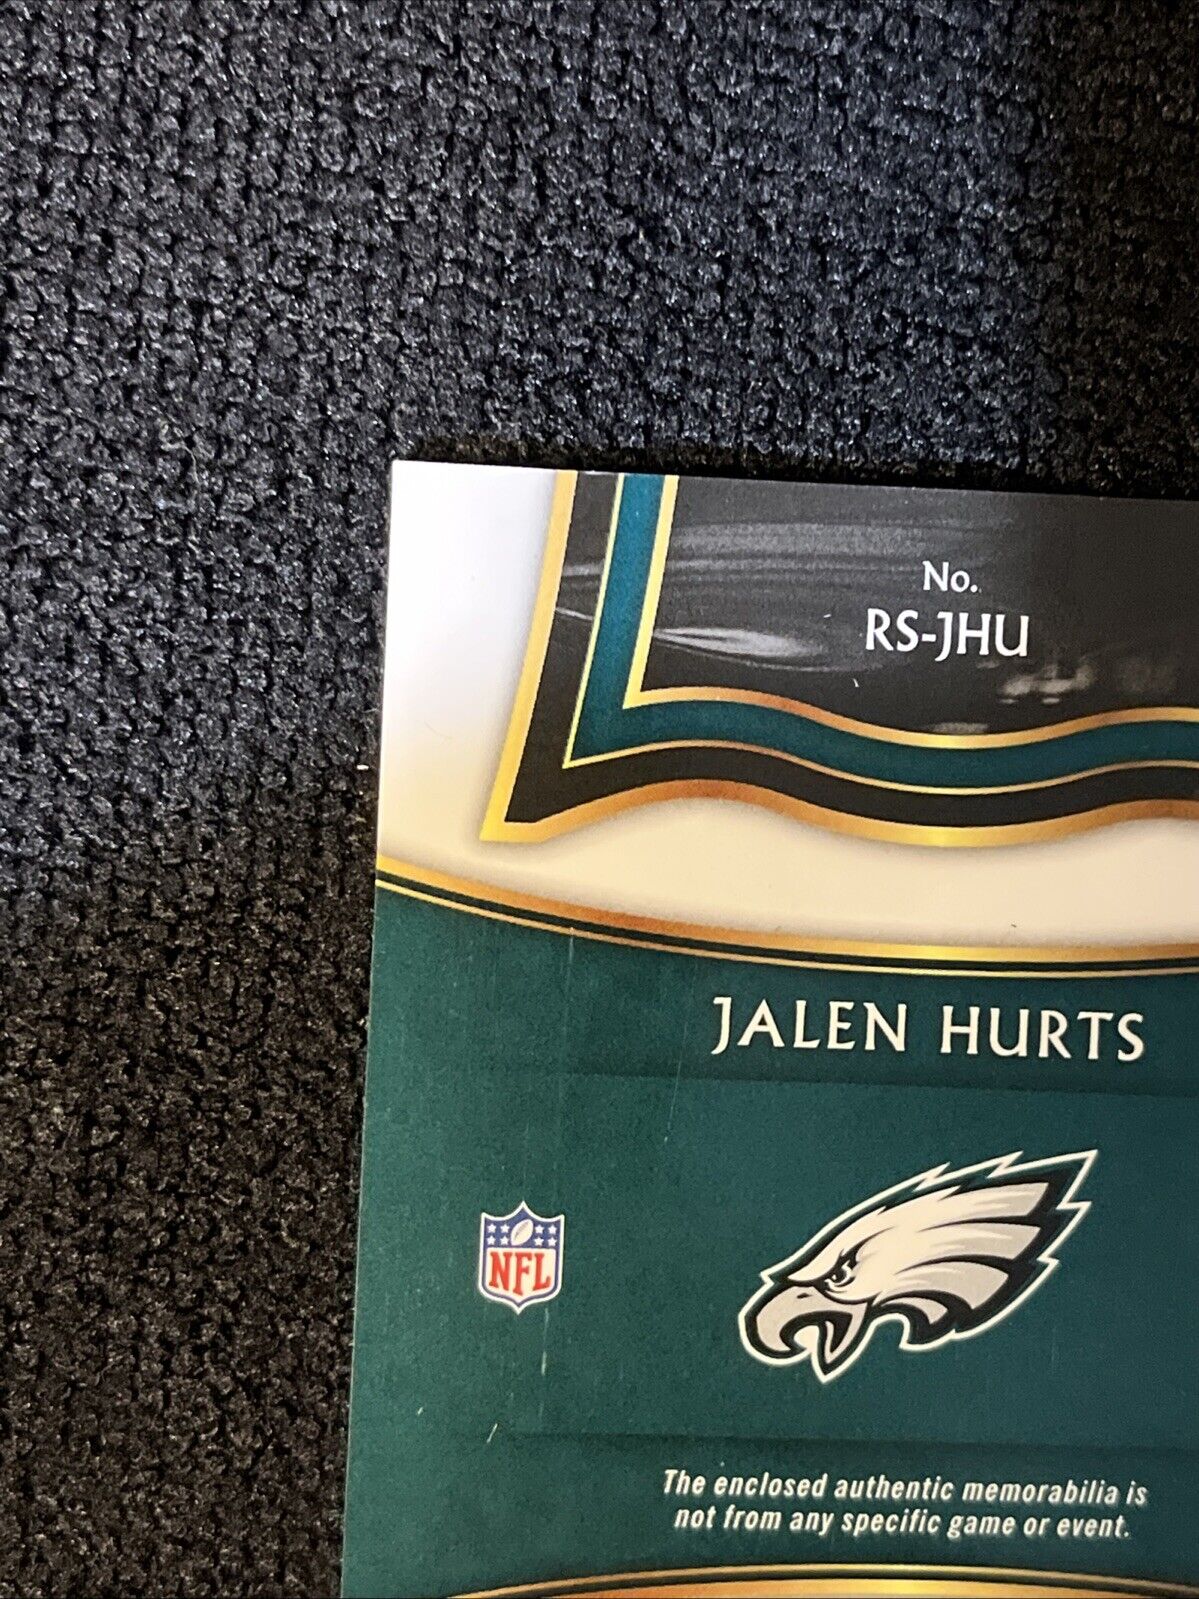 No.
RS-JHU
JALEN HURTS
NFL
The enclosed authentic memorabilia is
not from any specific game or event.